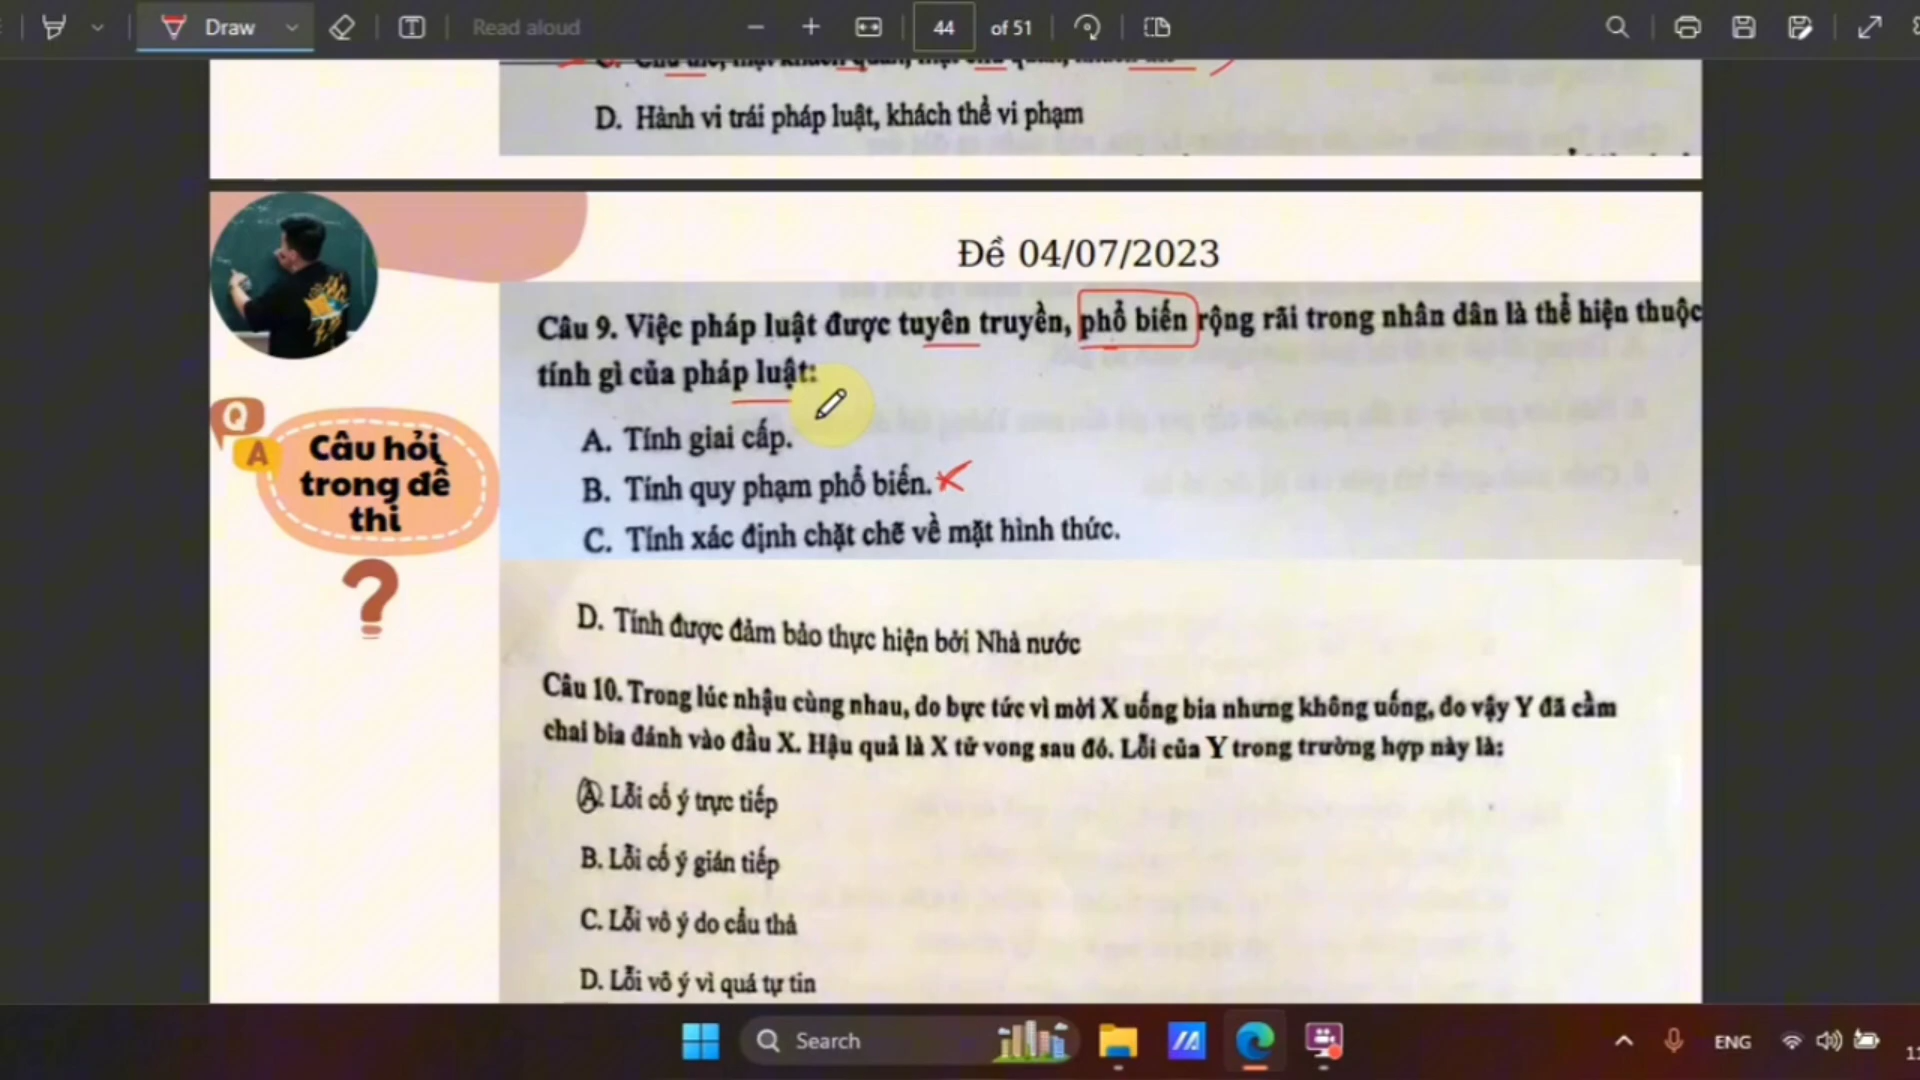 Draw
Read aloud
44
of 51
D. Hành vi trái pháp luật, khách thể vi phạm
Đề 04/07/2023
Câu 9. Việc pháp luật được tuyên truyền, phổ biến rộng rãi trong nhân dân là thể hiện thuộc
tính gì của pháp luật:
A. Tính giai cấp.
B. Tính quy phạm phổ biến.
C. Tính xác định chặt chẽ về mặt hình thức.
Q
A
Câu hỏi
trong đề
thi
?
D. Tính được đảm bảo thực hiện bởi Nhà nước
Câu 10. Trong lúc nhậu cùng nhau, do bực tức vì mời X uống bia nhưng không uống, do vậy Y đã cầm
chai bia đánh vào đầu X. Hậu quả là X tử vong sau đó. Lỗi của Y trong trường hợp này là:
A. Lỗi cố ý trực tiếp
B. Lỗi cố ý gián tiếp
C. Lỗi vô ý do cẩu thả
D. Lỗi vô ý vì quá tự tin
Search
ENG